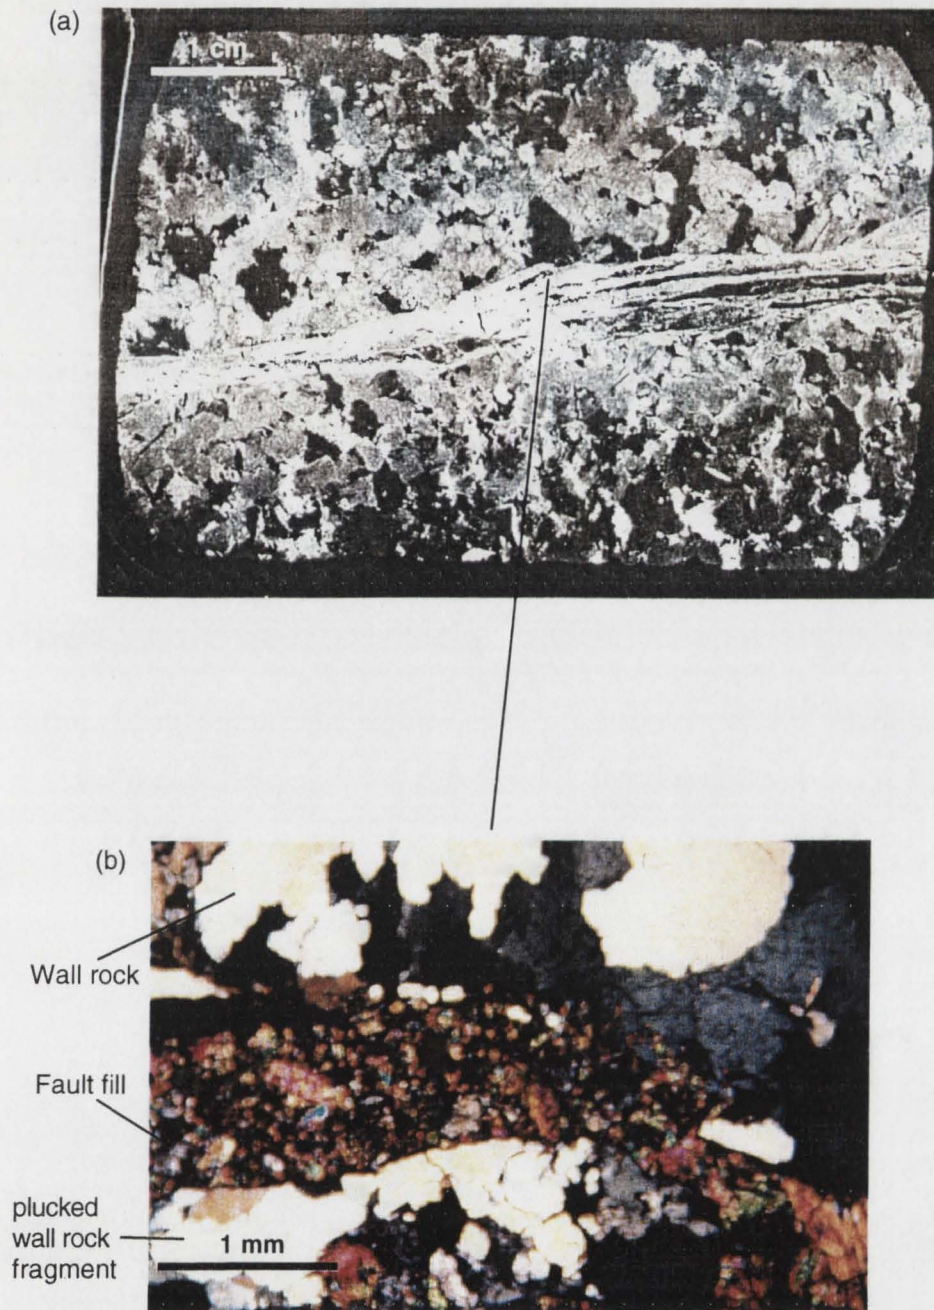 (a)
1 cm
(b)
Wall rock
Fault fill
plucked
wall rock
fragment
1 mm